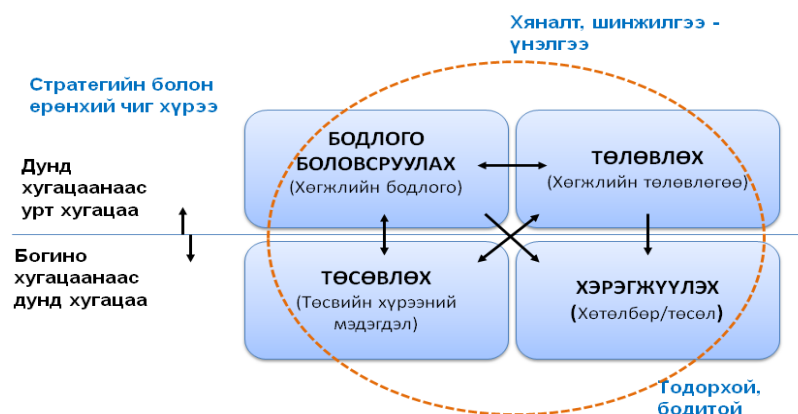 Хяналт, шинжилгээ -
үнэлгээ
Стратегийн болон
ерөнхий чиг хүрээ
БОДЛОГО
БОЛОВСРУУЛАХ
(Хөгжлийн бодлого)
ТӨЛӨВЛӨХ
(Хөгжлийн төлөвлөгөө)
Дунд
хугацаанаас
урт хугацаа
Богино
хугацаанаас
дунд хугацаа
ТӨСӨВЛӨХ
(Төсвийн хүрээний
мэдэгдэл)
ХЭРЭГЖҮҮЛЭХ
(Хөтөлбөр/төсөл)
Тодорхой,
бодитой